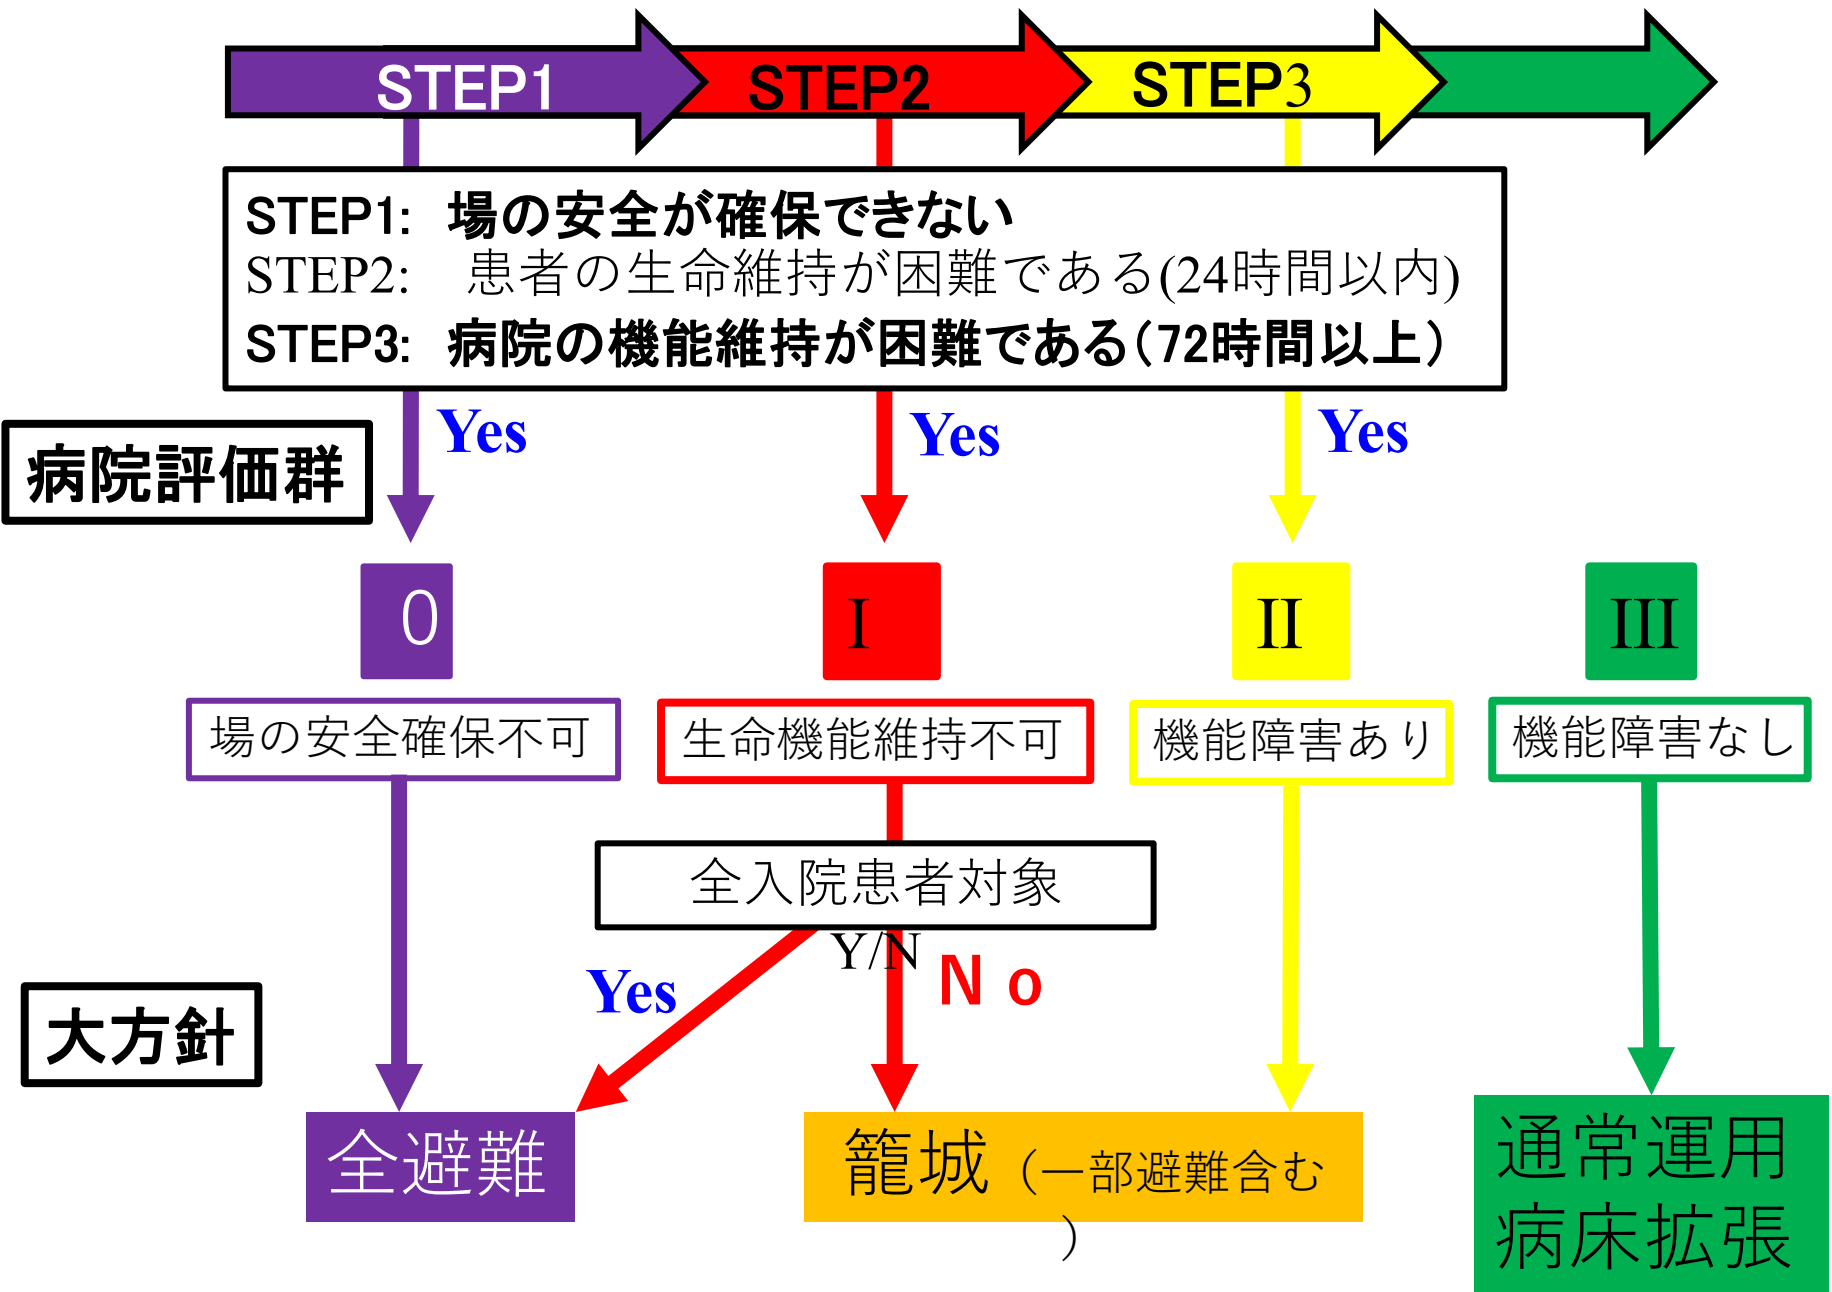 STEP1
STEP2
STEP3
STEP1: 場の安全が確保できない
STEP2: 患者の生命維持が困難である(24時間以内)
STEP3: 病院の機能維持が困難である（72時間以上）
Yes
Yes
Yes
病院評価群
0
I
II
III
場の安全確保不可
生命機能維持不可
機能障害あり
機能障害なし
全入院患者対象
Y/N
Yes
No
大方針
全避難
籠城（一部避難含む
）
通常運用
病床拡張